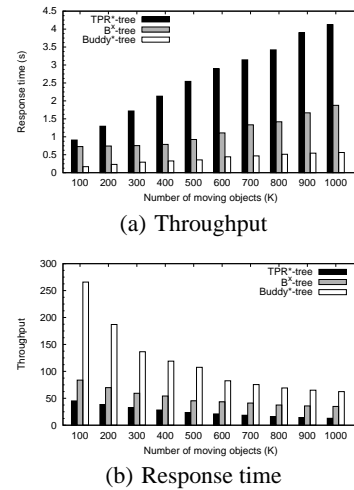 TPR*-tree
Bˣ-tree
Buddy*-tree
Response time (s)
4.5
4
3.5
3
2.5
2
1.5
1
0.5
0
100 200 300 400 500 600 700 800 900 1000
Number of moving objects (K)
(a) Throughput
TPR*-tree
Bˣ-tree
Buddy*-tree
Throughput
300
250
200
150
100
50
0
100 200 300 400 500 600 700 800 900 1000
Number of moving objects (K)
(b) Response time